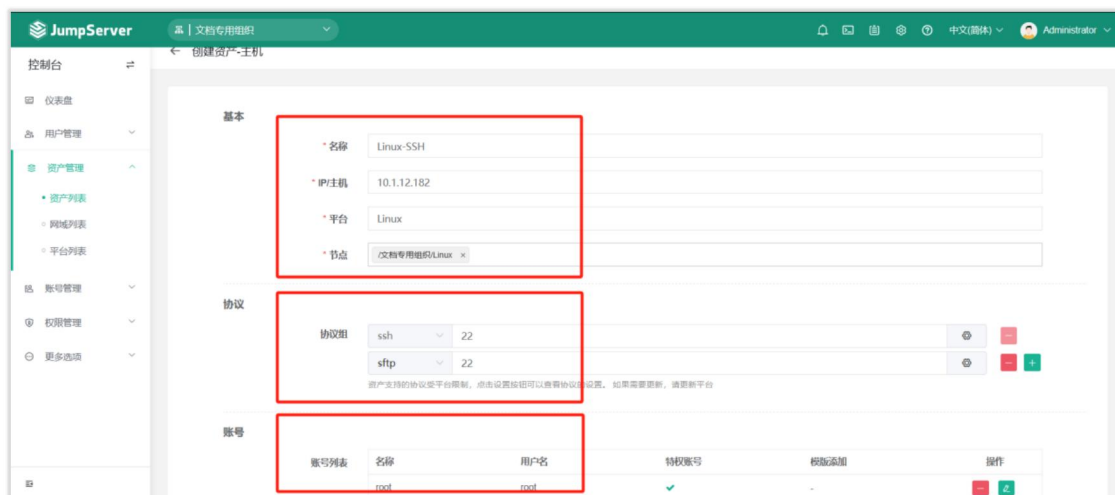 JumpServer 文档专用组织 中文(简体) Administrator
控制台
← 创建资产-主机
仪表盘
用户管理
资产管理
资产列表
网域列表
平台列表
账号管理
权限管理
更多选项
基本
* 名称 Linux-SSH
* IP/主机 10.1.12.182
* 平台 Linux
* 节点 /文档专用组织/Linux ×
协议
协议组 ssh 22
sftp 22
资产支持的协议受平台限制，点击设置按钮可以查看协议的设置。 如果需要更新，请更新平台
账号
账号列表 名称 用户名 特权账号 模版添加 操作
root root ✓ -